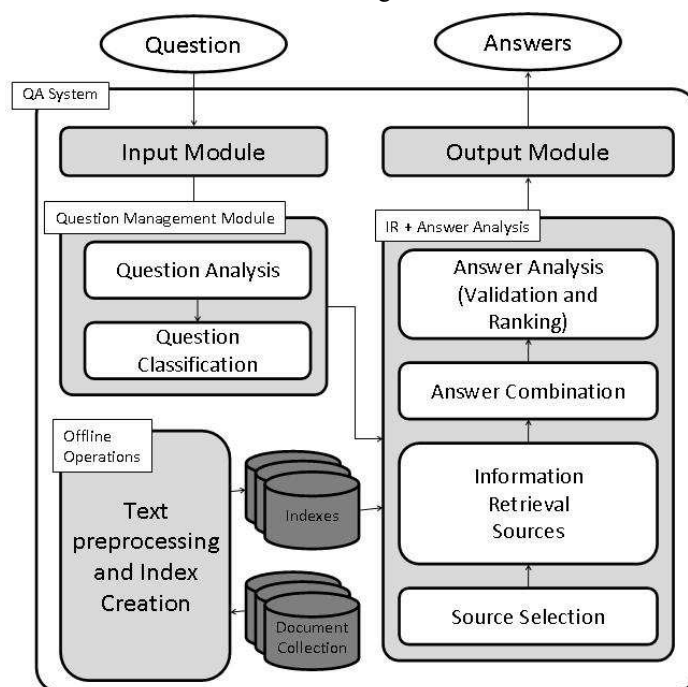 Question
Answers
QA System
Input Module
Output Module
Question Management Module
IR + Answer Analysis
Question Analysis
Question
Classification
Answer Analysis
(Validation and
Ranking)
Answer Combination
Information
Retrieval
Sources
Source Selection
Offline
Operations
Text
preprocessing
and Index
Creation
Indexes
Document
Collection